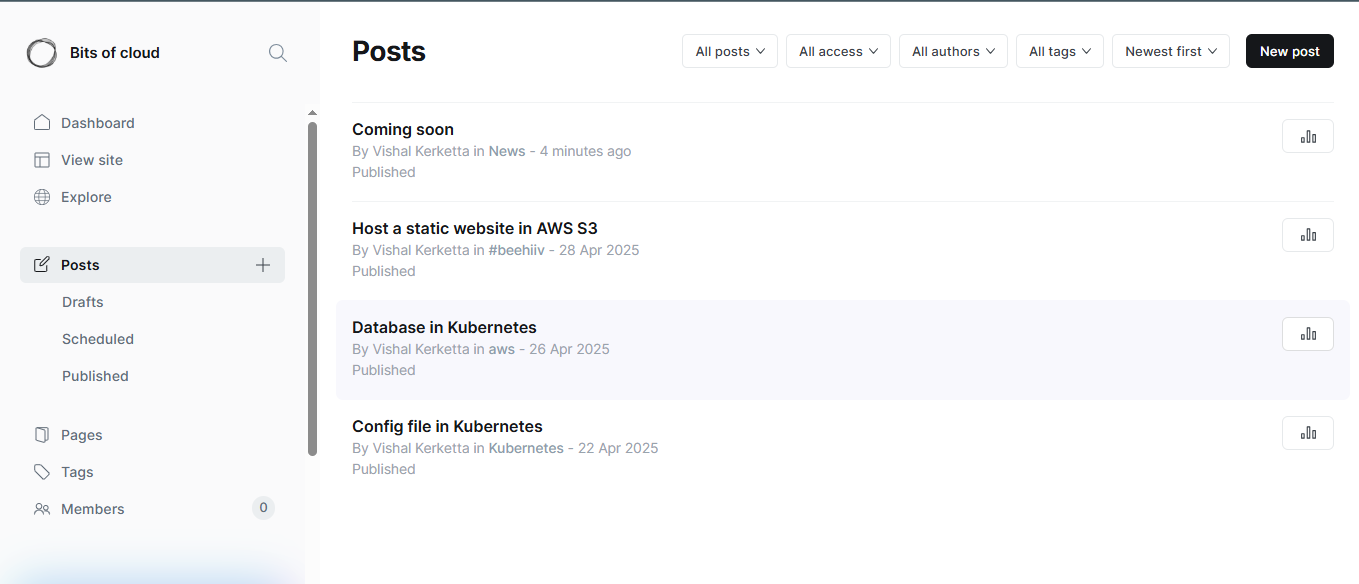 Bits of cloud
Dashboard
View site
Explore
Posts
Drafts
Scheduled
Published
Pages
Tags
Members 0
Posts
All posts All access All authors All tags Newest first New post
Coming soon
By Vishal Kerketta in News - 4 minutes ago
Published
Host a static website in AWS S3
By Vishal Kerketta in #beehiiv - 28 Apr 2025
Published
Database in Kubernetes
By Vishal Kerketta in aws - 26 Apr 2025
Published
Config file in Kubernetes
By Vishal Kerketta in Kubernetes - 22 Apr 2025
Published